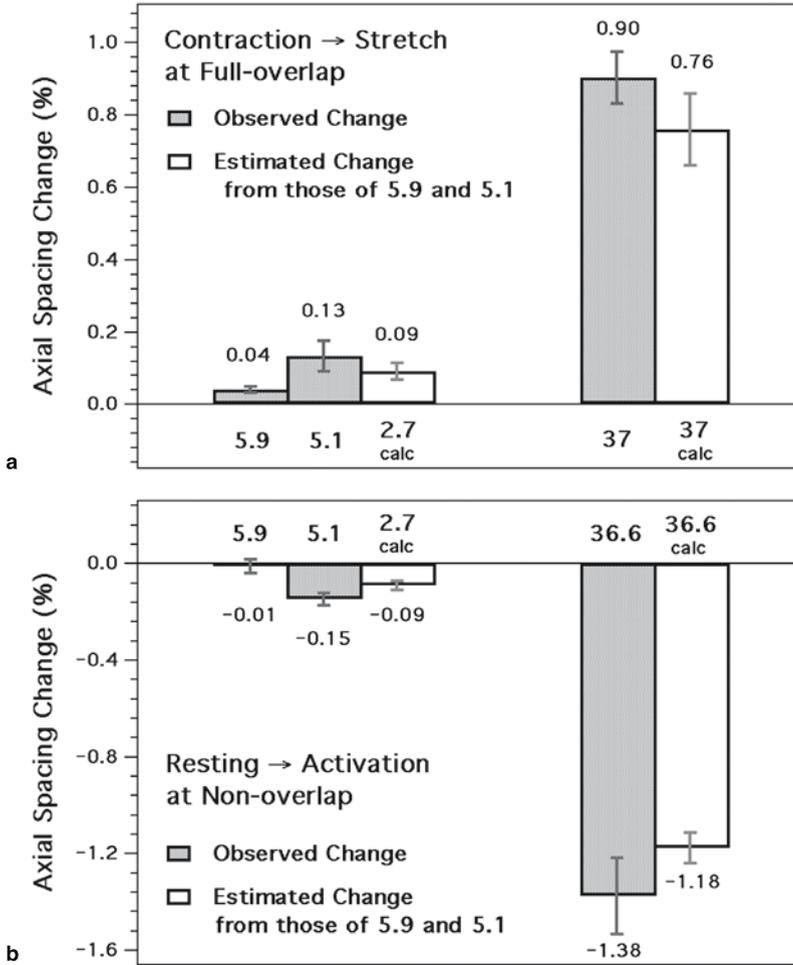 Axial Spacing Change (%)
1.0
0.8
0.6
0.4
0.2
0.0
Contraction → Stretch
at Full-overlap
Observed Change
Estimated Change
from those of 5.9 and 5.1
0.04
0.13
0.09
0.90
0.76
5.9
5.1
2.7
calc
37
37
calc
a
Axial Spacing Change (%)
0.0
−0.4
−0.8
−1.2
−1.6
5.9
5.1
2.7
calc
36.6
36.6
calc
−0.01
−0.15
−0.09
−1.38
−1.18
Resting → Activation
at Non-overlap
Observed Change
Estimated Change
from those of 5.9 and 5.1
b